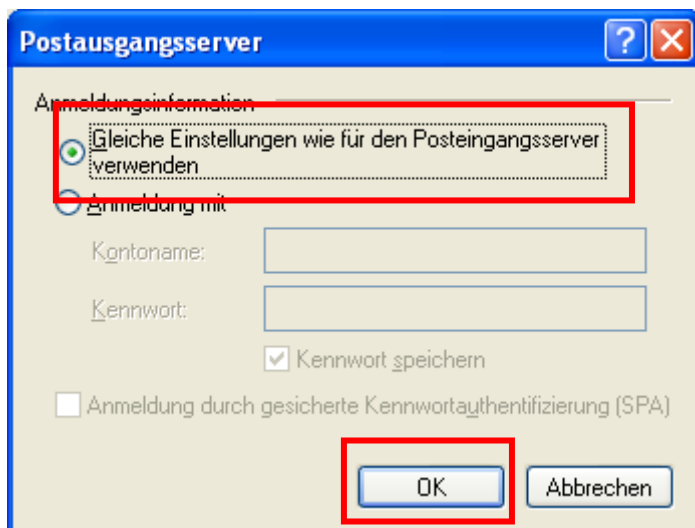 Postausgangsserver
Anmeldungsinformation
Gleiche Einstellungen wie für den Posteingangsserver
verwenden
Anmeldung mit
Kontoname:
Kennwort:
Kennwort speichern
Anmeldung durch gesicherte Kennwortauthentifizierung (SPA)
OK Abbrechen